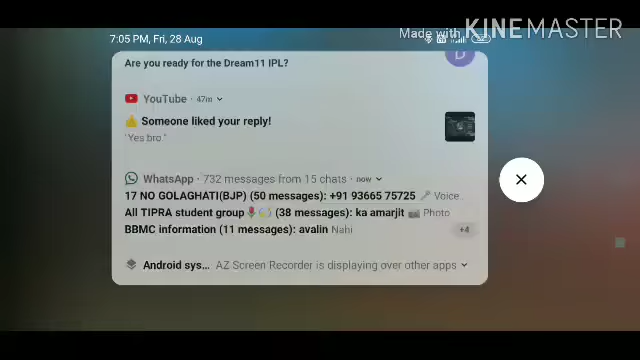 7:05 PM, Fri, 28 Aug
Made with KINEMASTER
Are you ready for the Dream11 IPL?
D
YouTube · 47m
👍 Someone liked your reply!
"Yes bro "
WhatsApp · 732 messages from 15 chats · now
17 NO GOLAGHATI(BJP) (50 messages): +91 93665 75725 🎤 Voice
All TIPRA student group (38 messages): ka amarjit 📷 Photo
BBMC information (11 messages): avalin Nahi
+4
Android sys... AZ Screen Recorder is displaying over other apps